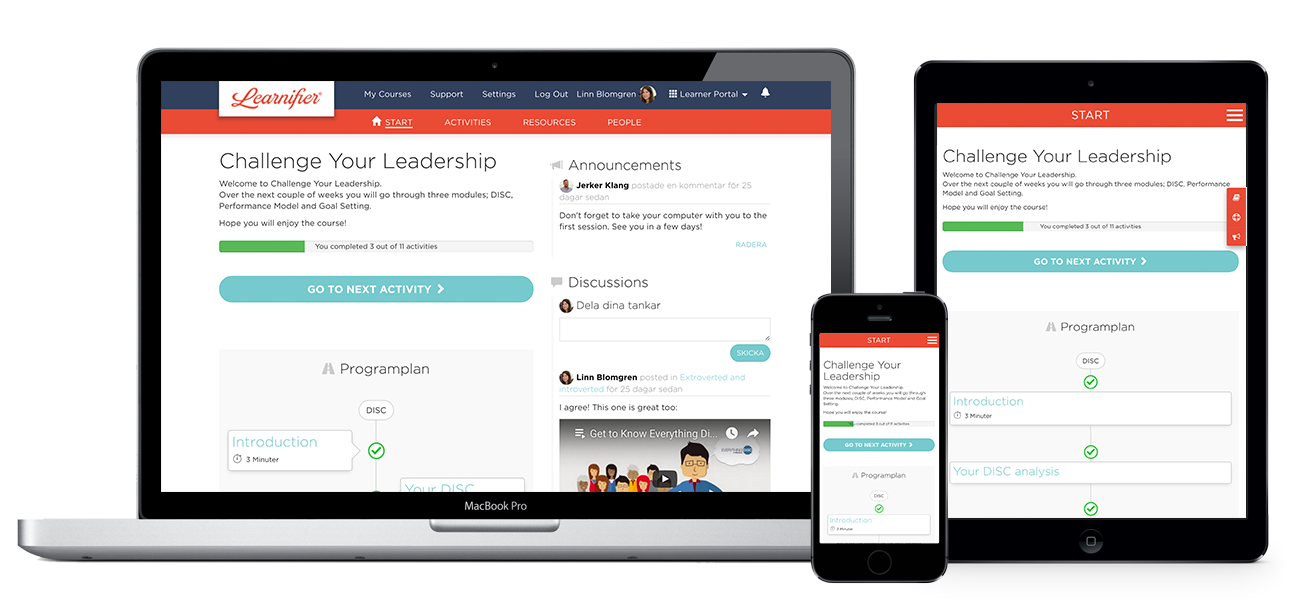 Learnifier®
My Courses Support Settings Log Out Linn Blomgren Learner Portal
START ACTIVITIES RESOURCES PEOPLE
Challenge Your Leadership
Welcome to Challenge Your Leadership.
Over the next couple of weeks you will go through three modules; DISC,
Performance Model and Goal Setting.
Hope you will enjoy the course!
You completed 3 out of 11 activities
GO TO NEXT ACTIVITY
Programplan
DISC
Introduction
3 Minuter
Your DISC
Announcements
Jerker Klang postade en kommentar för 25
dagar sedan
Don't forget to take your computer with you to the
first session. See you in a few days!
RADERA
Discussions
Dela dina tankar
SKICKA
Linn Blomgren posted in Extroverted and
introverted för 25 dagar sedan
I agree! This one is great too:
Get to Know Everything Di...
MacBook Pro
START
Challenge Your
Leadership
Welcome to Challenge Your Leadership.
Over the next couple of weeks you will go through
three modules; DISC, Performance Model and Goal
Setting.
Hope you will enjoy the course!
GO TO NEXT ACTIVITY
Programplan
DISC
Introduction
3 Minuter
START
Challenge Your Leadership
Welcome to Challenge Your Leadership.
Over the next couple of weeks you will go through three modules; DISC, Performance
Model and Goal Setting.
Hope you will enjoy the course!
You completed 3 out of 11 activities
GO TO NEXT ACTIVITY
Programplan
DISC
Introduction
3 Minuter
Your DISC analysis